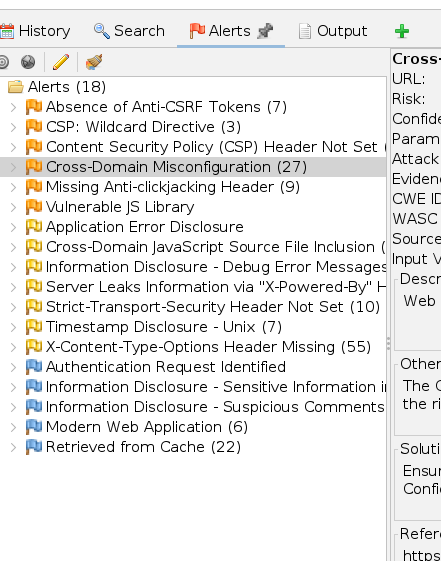 History Search Alerts Output
Alerts (18)
Absence of Anti-CSRF Tokens (7)
CSP: Wildcard Directive (3)
Content Security Policy (CSP) Header Not Set (
Cross-Domain Misconfiguration (27)
Missing Anti-clickjacking Header (9)
Vulnerable JS Library
Application Error Disclosure
Cross-Domain JavaScript Source File Inclusion (
Information Disclosure - Debug Error Messages
Server Leaks Information via "X-Powered-By" H
Strict-Transport-Security Header Not Set (10)
Timestamp Disclosure - Unix (7)
X-Content-Type-Options Header Missing (55)
Authentication Request Identified
Information Disclosure - Sensitive Information i
Information Disclosure - Suspicious Comments
Modern Web Application (6)
Retrieved from Cache (22)
Cross-
URL:
Risk:
Confide
Param
Attack
Evidenc
CWE ID
WASC
Source
Input V
Descr
Web
Other
The C
the ri
Soluti
Ensur
Confi
Refer
https